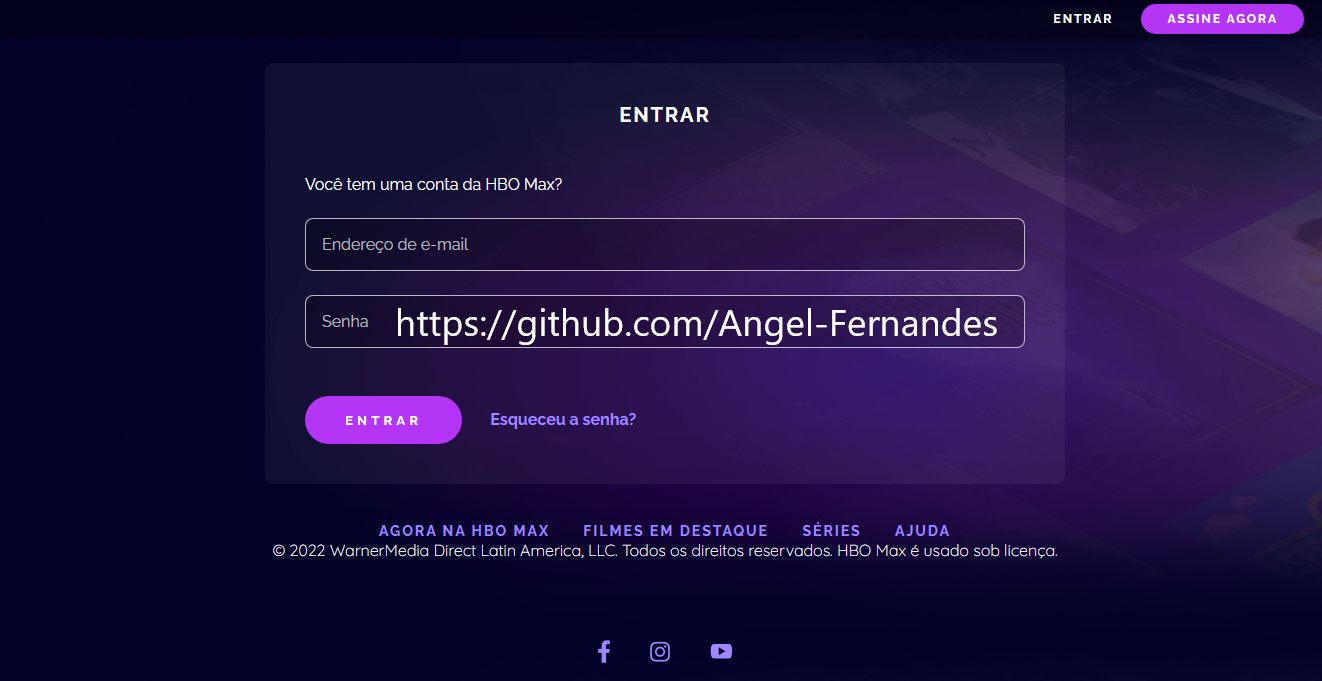 ENTRAR ASSINE AGORA
ENTRAR
Você tem uma conta da HBO Max?
Endereço de e-mail
Senha https://github.com/Angel-Fernandes
ENTRAR Esqueceu a senha?
AGORA NA HBO MAX FILMES EM DESTAQUE SÉRIES AJUDA
© 2022 WarnerMedia Direct Latin America, LLC. Todos os direitos reservados. HBO Max é usado sob licença.